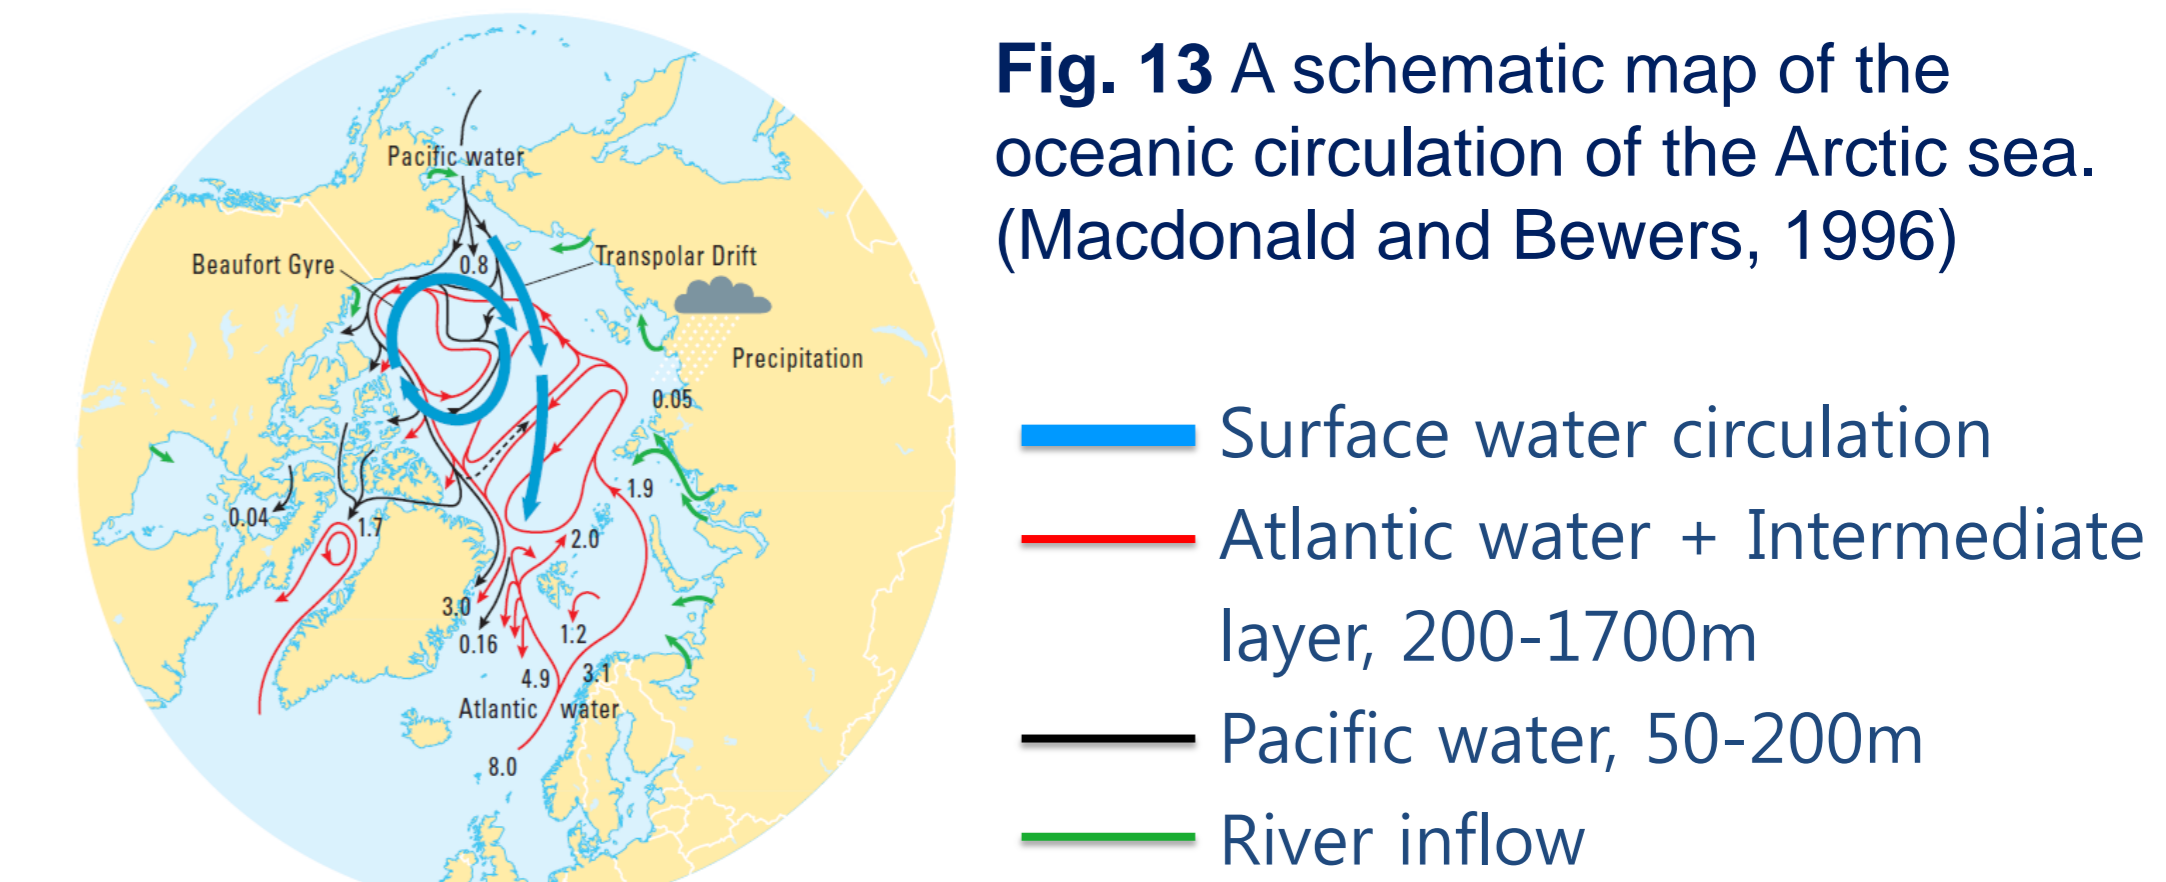 Fig. 13 A schematic map of the
oceanic circulation of the Arctic sea.
(Macdonald and Bewers, 1996)
Pacific water
Beaufort Gyre
Transpolar Drift
0.8
Precipitation
0.05
1.9
0.04
1.7
2.0
3.0
0.16
1.2
4.9
3.1
Atlantic water
8.0
Surface water circulation
Atlantic water + Intermediate
layer, 200-1700m
Pacific water, 50-200m
River inflow